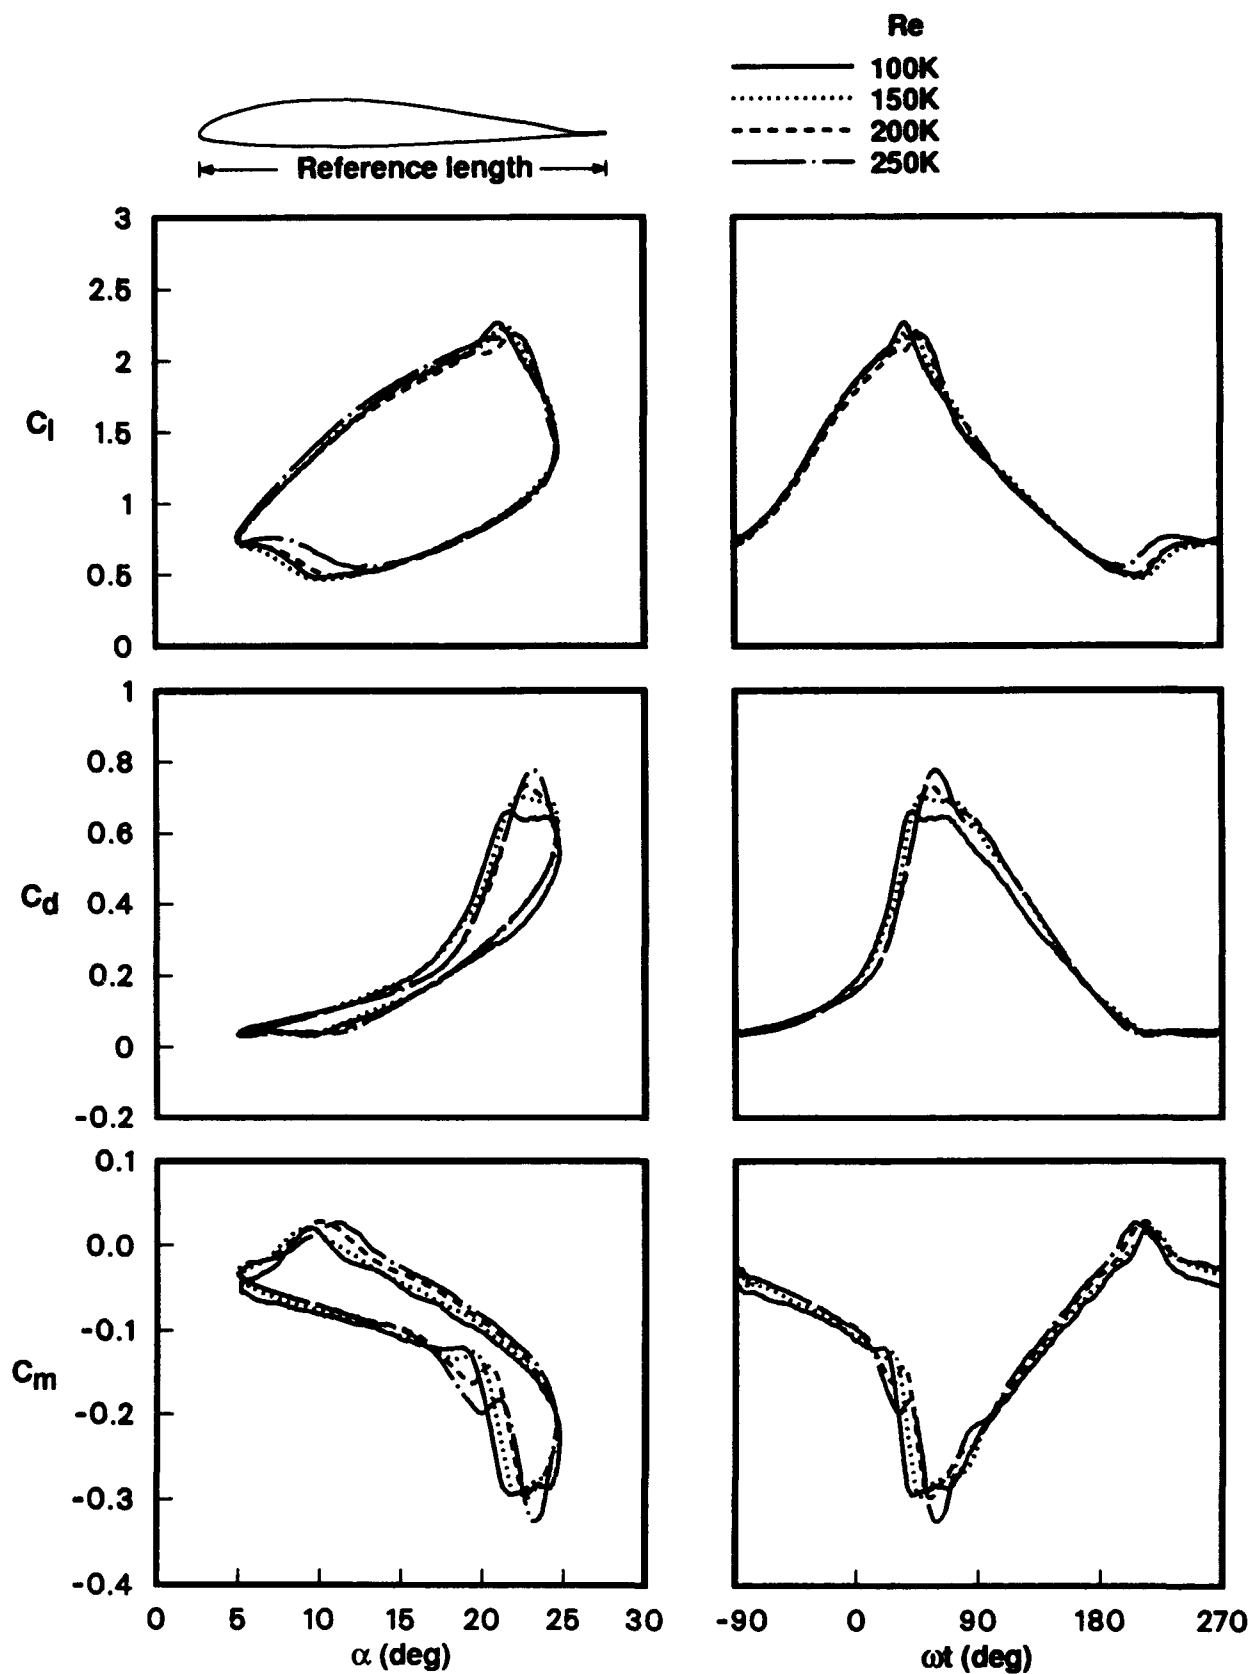 Re
100K
150K
200K
250K
Reference length
3
2.5
2
1.5
1
0.5
0
Cl
1
0.8
0.6
0.4
0.2
0
-0.2
Cd
0.1
0.0
-0.1
-0.2
-0.3
-0.4
Cm
0 5 10 15 20 25 30
α (deg)
-90 0 90 180 270
ωt (deg)